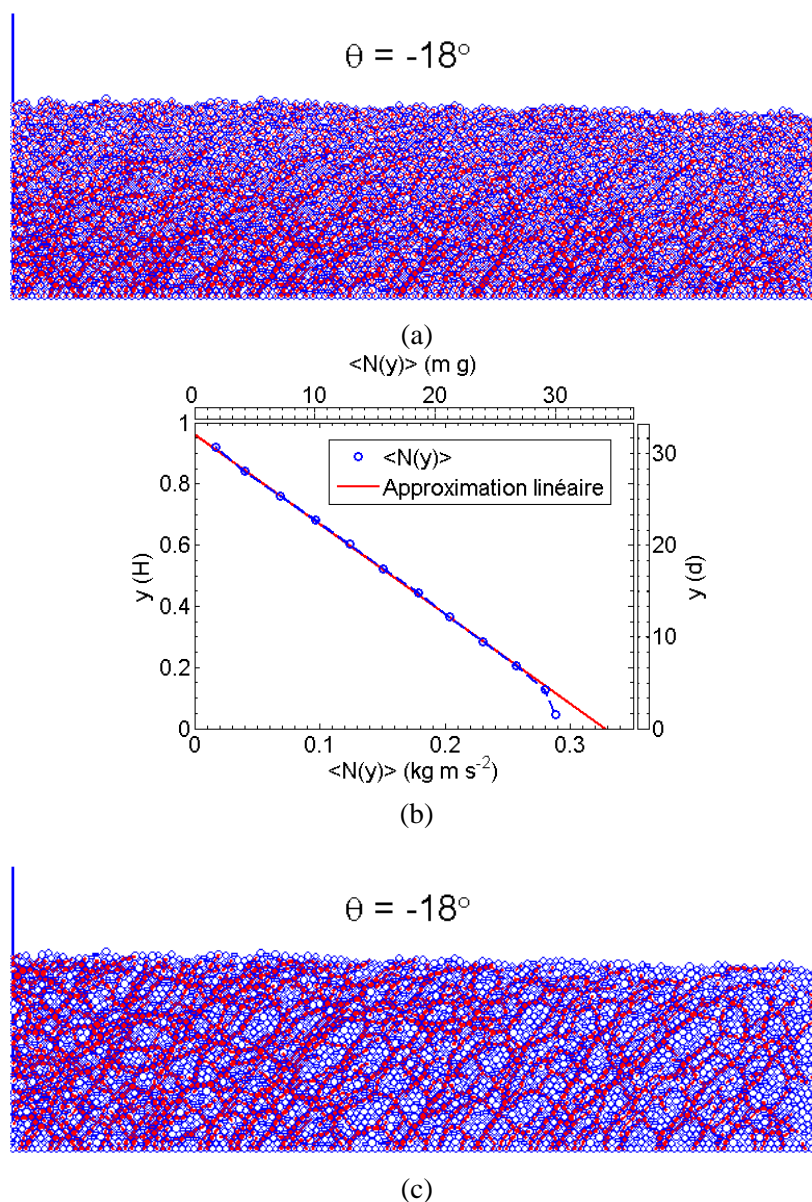 θ = -18°
(a)
<N(y)> (m g)
0 10 20 30
1
0.8
0.6
0.4
0.2
0
y (H)
<N(y)>
Approximation linéaire
30
20
10
0
y (d)
0 0.1 0.2 0.3
<N(y)> (kg m s⁻²)
(b)
θ = -18°
(c)